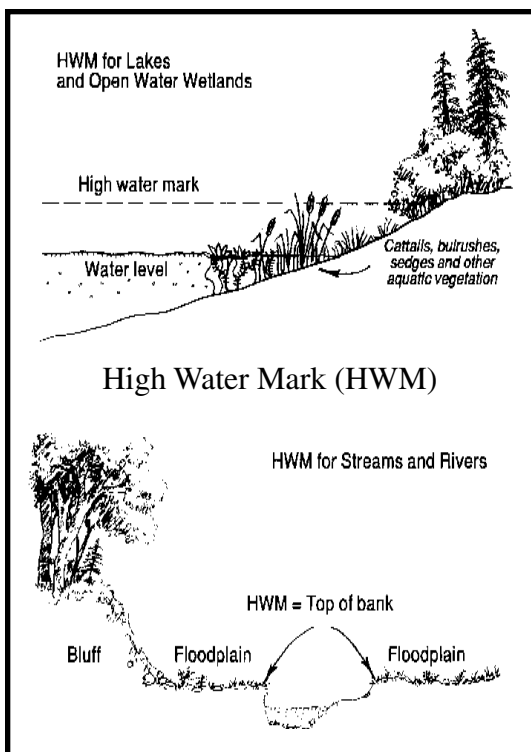 HWM for Lakes
and Open Water Wetlands
High water mark
Water level
Cattails, bulrushes,
sedges and other
aquatic vegetation
High Water Mark (HWM)
HWM for Streams and Rivers
HWM = Top of bank
Bluff
Floodplain
Floodplain